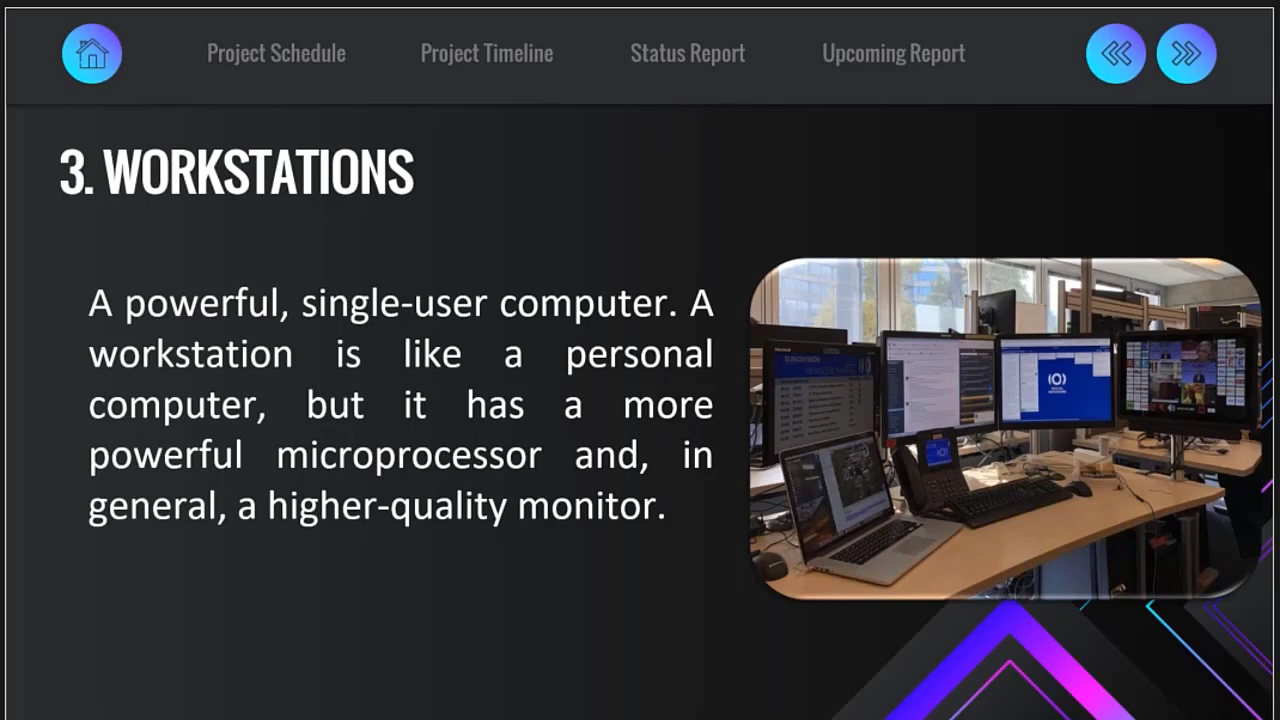 Project Schedule
Project Timeline
Status Report
Upcoming Report
3. WORKSTATIONS
A powerful, single-user computer. A
workstation is like a personal
computer, but it has a more
powerful microprocessor and, in
general, a higher-quality monitor.
EUROVISION